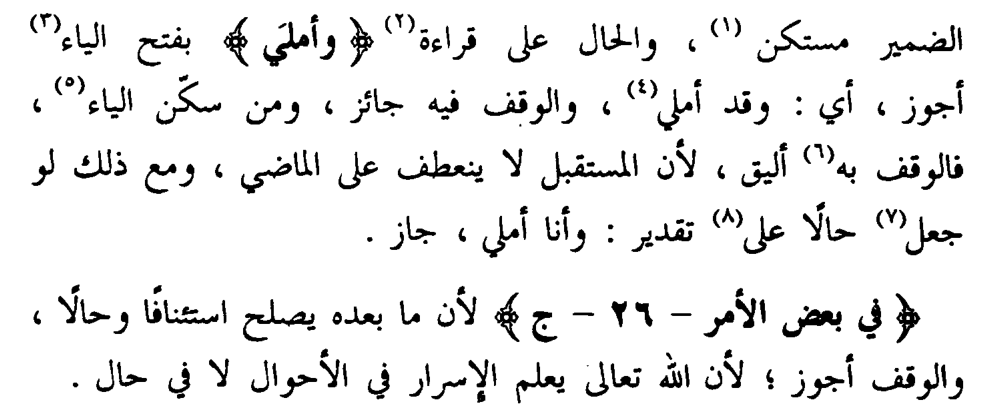 الضمير مستكن (١) ، والحال على قراءة (٢) ﴿ وأمليَ ﴾ بفتح الياء (٣)
أجوز ، أي : وقد أملي (٤) ، والوقف فيه جائز ، ومن سكّن الياء (٥) ،
فالوقف به (٦) أليق ، لأن المستقبل لا ينعطف على الماضي ، ومع ذلك لو
جعل (٧) حالًا على (٨) تقدير : وأنا أملي ، جاز .
﴿ في بعض الأمر – ٢٦ – ج ﴾ لأن ما بعده يصلح استئنافًا وحالًا ،
والوقف أجوز ؛ لأن الله تعالى يعلم الإسرار في الأحوال لا في حال .